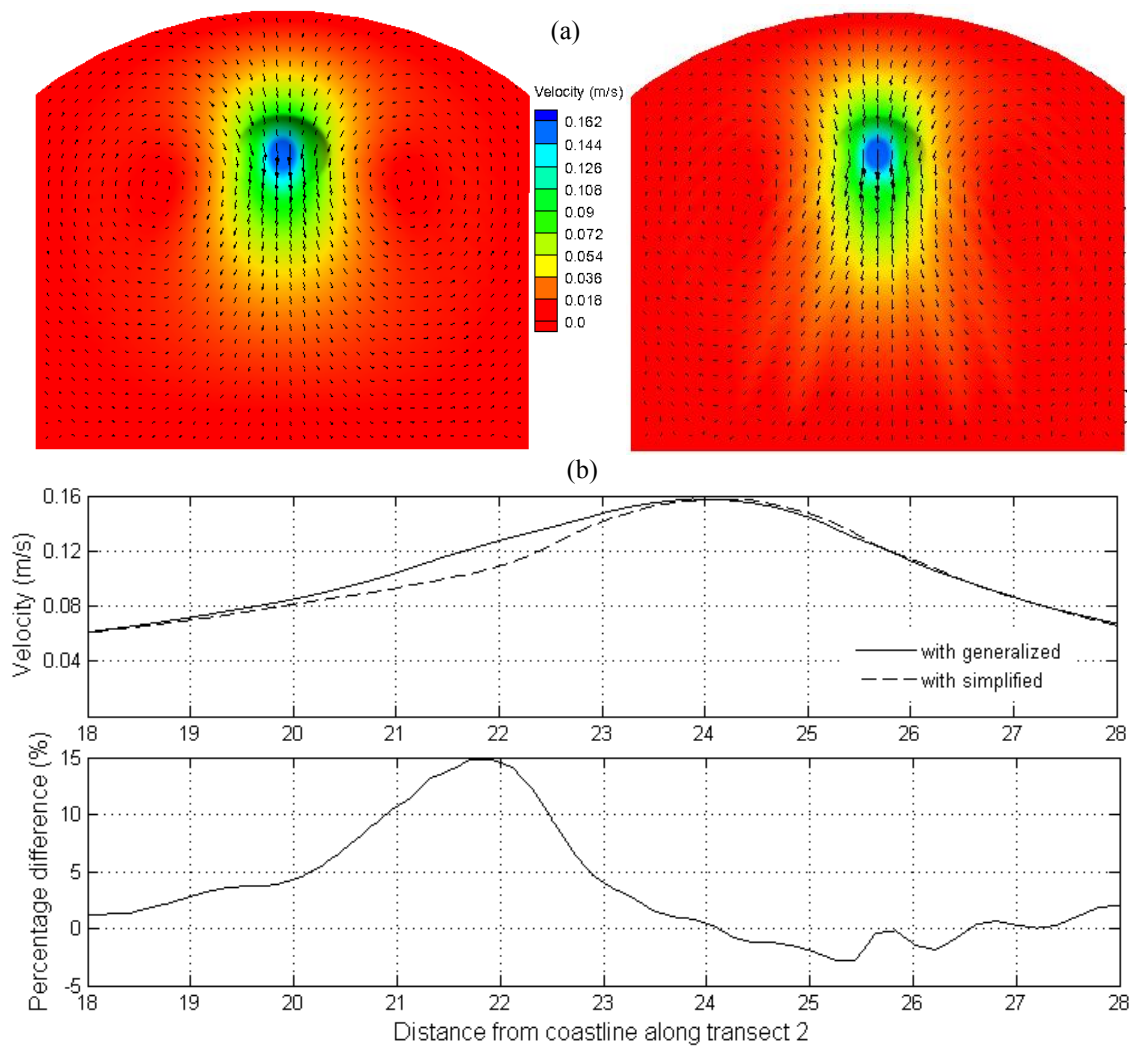 (a)
Velocity (m/s)
0.162
0.144
0.126
0.108
0.09
0.072
0.054
0.036
0.018
0.0
(b)
Velocity (m/s)
0.16
0.12
0.08
0.04
with generalized
with simplified
18 19 20 21 22 23 24 25 26 27 28
Percentage difference (%)
15
10
5
0
-5
18 19 20 21 22 23 24 25 26 27 28
Distance from coastline along transect 2